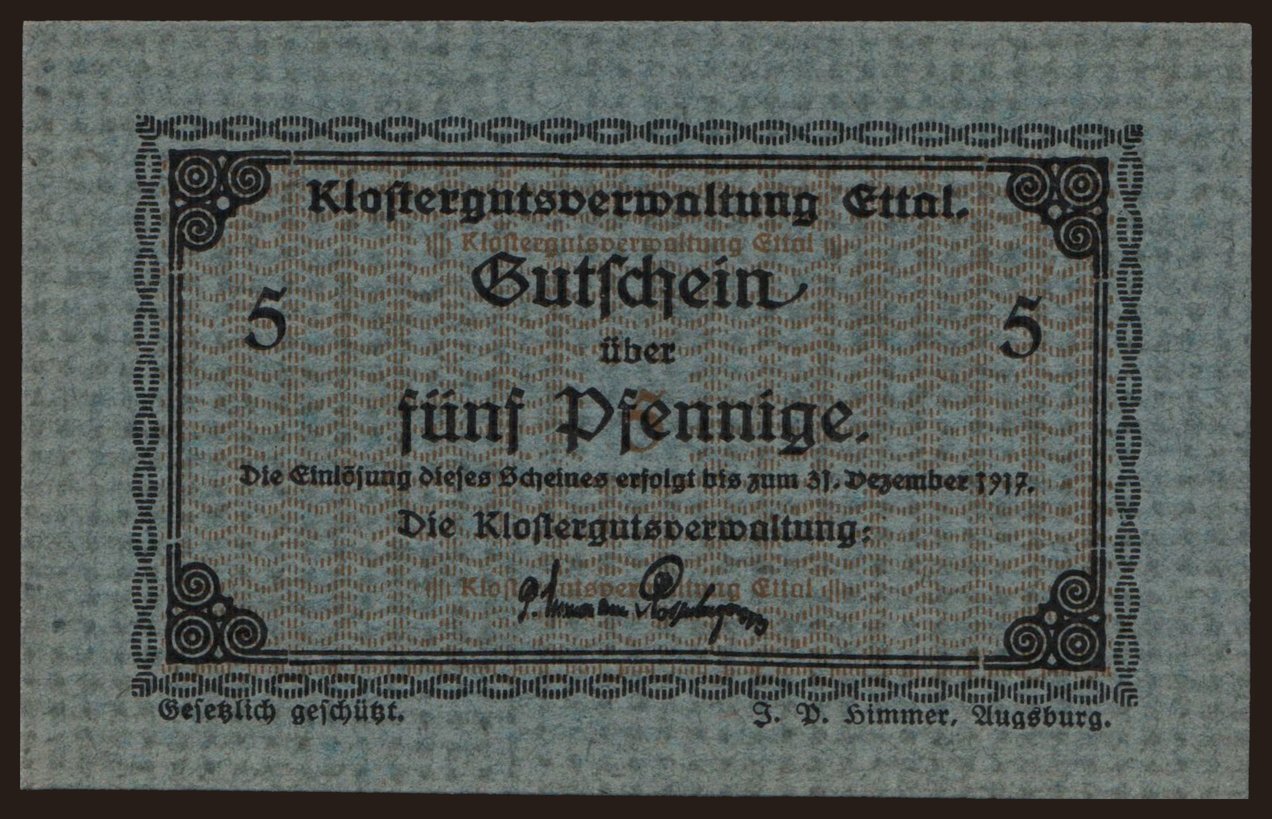 Klostergutsverwaltung Ettal.
Klostergutsverwaltung Ettal
Gutschein
5 5
über
fünf Pfennige.
Die Einlösung dieses Scheines erfolgt bis zum 31. Dezember 1917.
Die Klostergutsverwaltung:
Klostergutsverwaltung Ettal
Gesetzlich geschützt. J. P. Himmer, Augsburg.